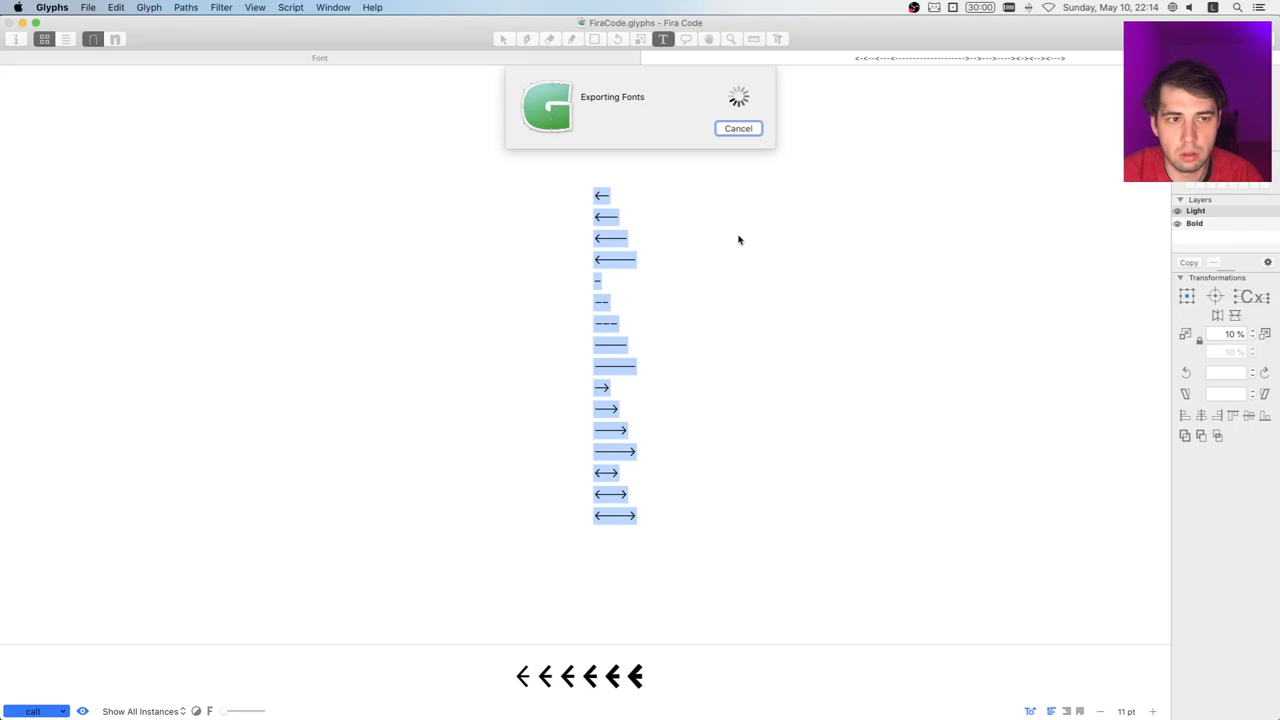 Glyphs File Edit Glyph Paths Filter View Script Window Help 30:00 L Sunday, May 10, 22:14
FiraCode.glyphs - Fira Code
T
Font <-<--<---<--------------------->-->--->----><-><--><--->
Exporting Fonts
Cancel
←
⟵
<---
<----
-
--
---
----
-----
→
⟶
--->
---->
<->
<-->
<--->
Layers
Light
Bold
Copy
Transformations
10 %
10 %
calt Show All Instances F 11 pt